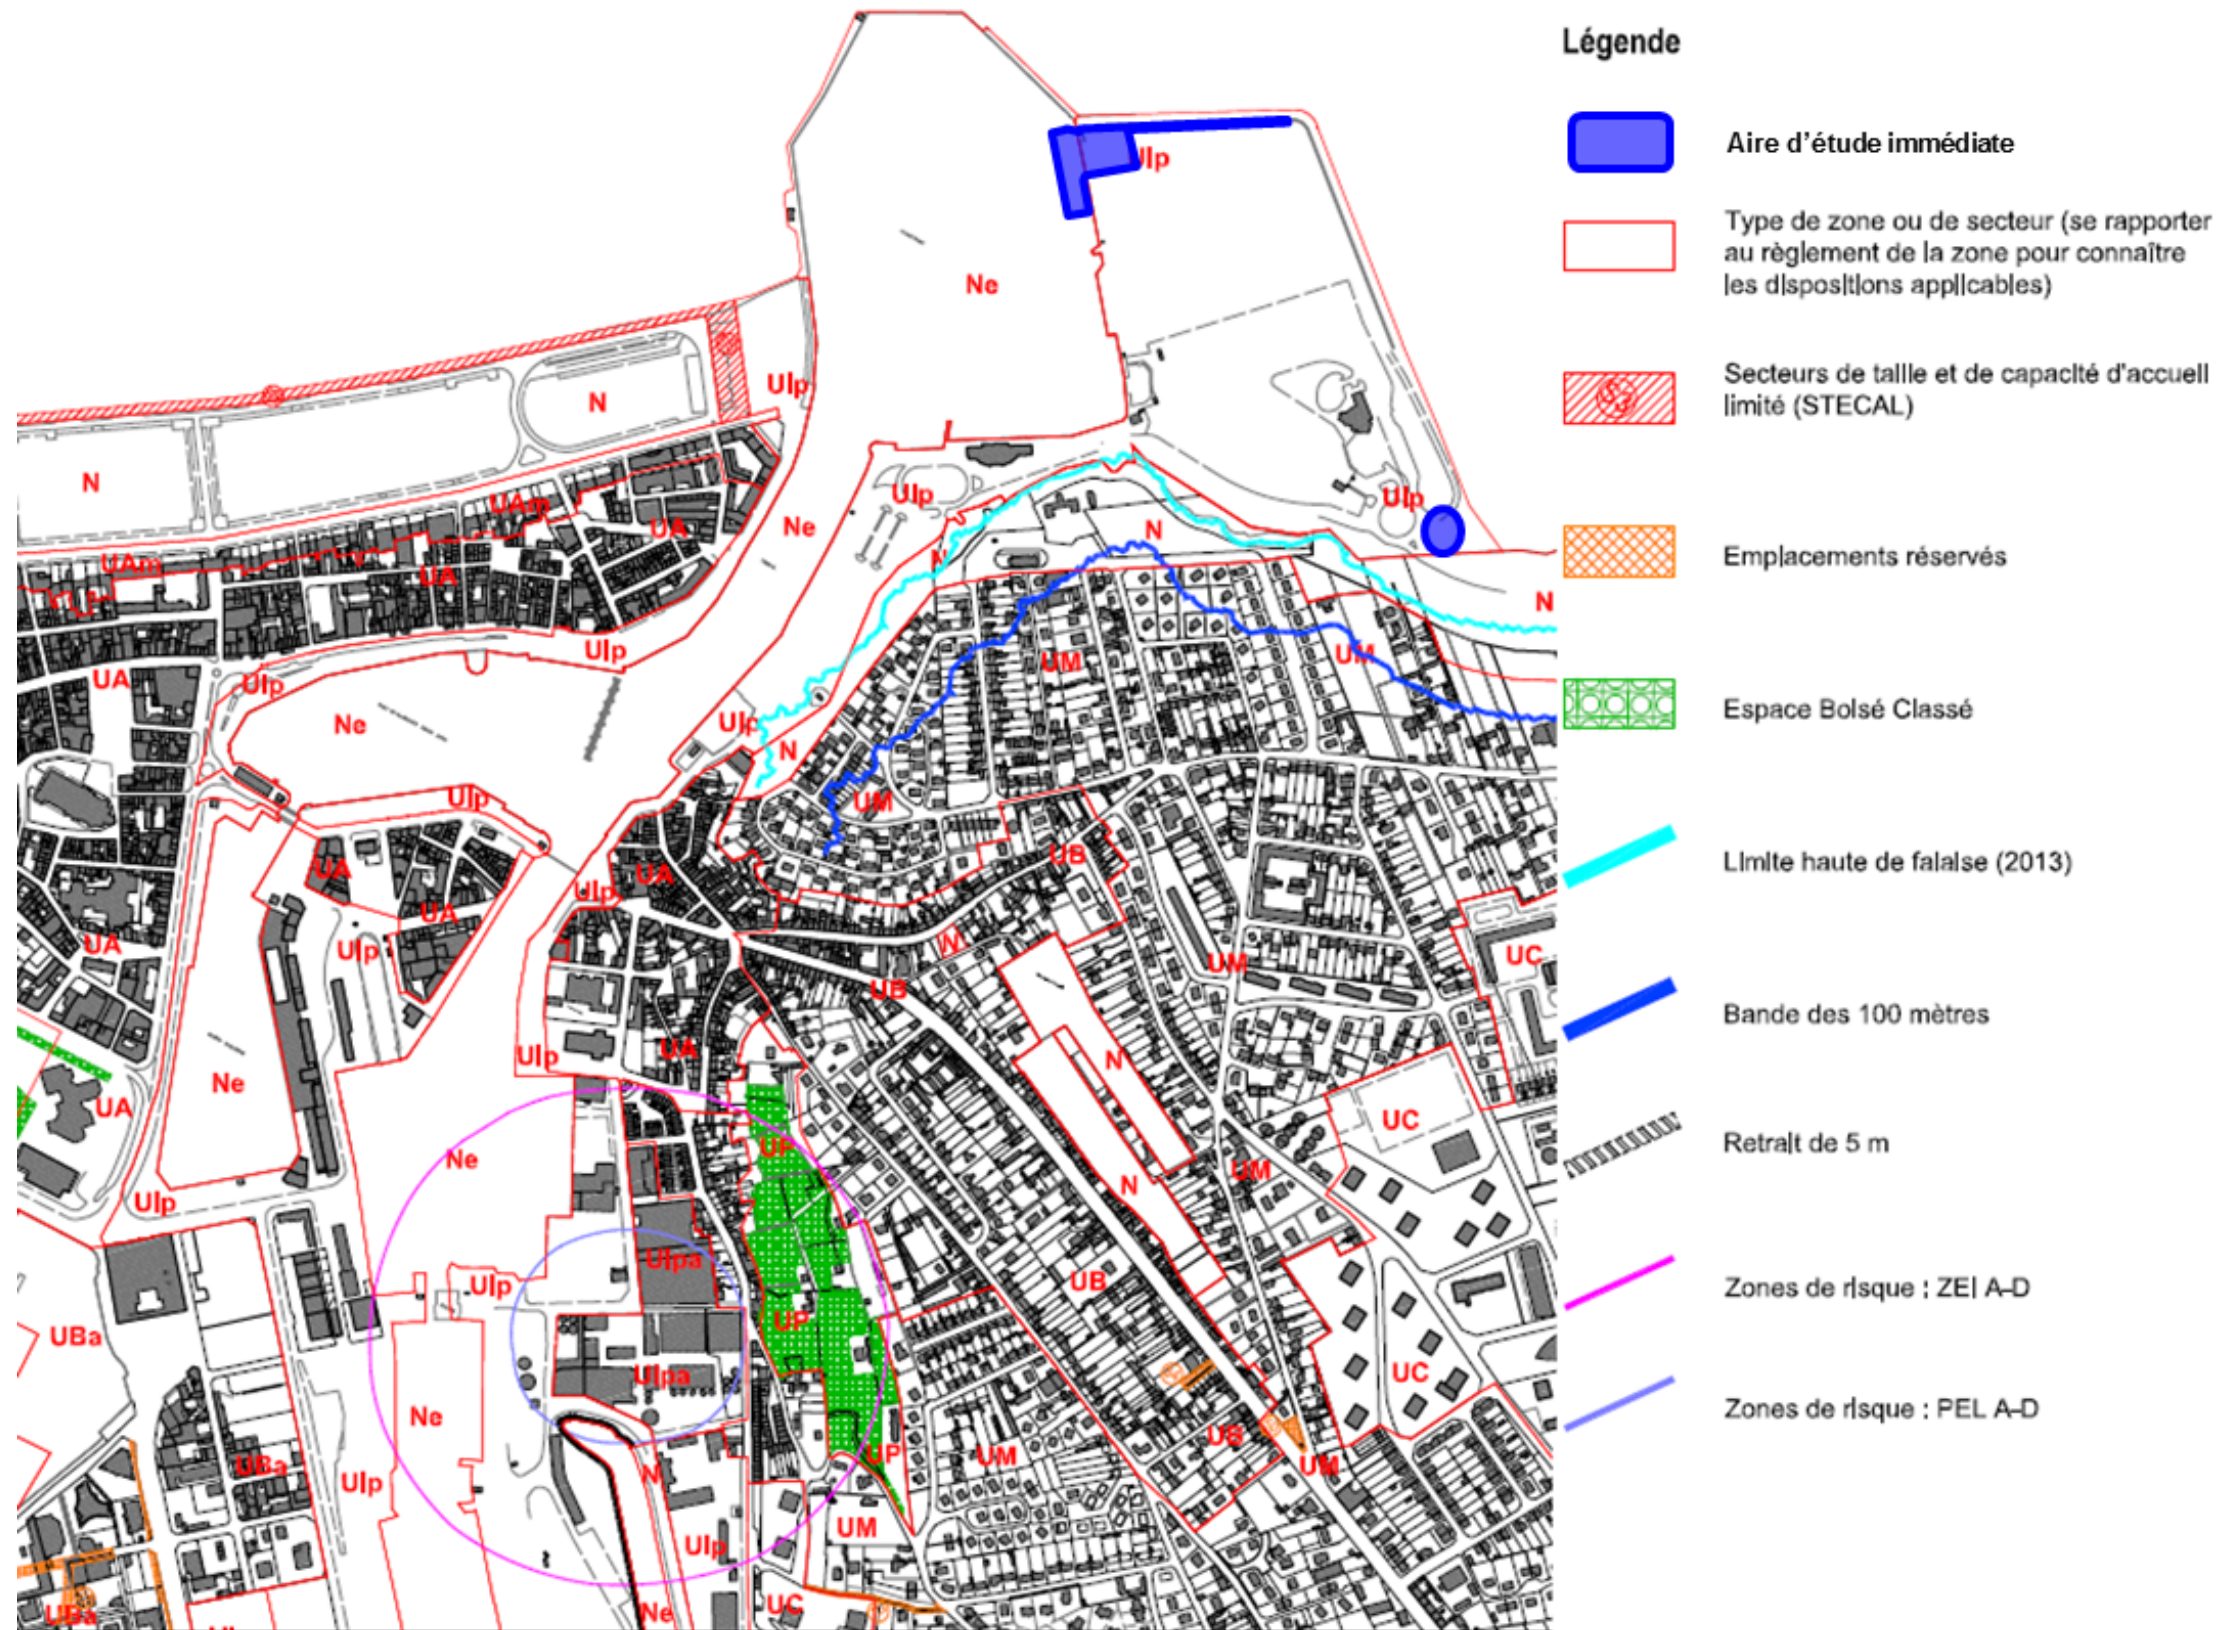 Légende
Aire d'étude immédiate
Type de zone ou de secteur (se rapporter
au règlement de la zone pour connaître
les dispositions applicables)
Secteurs de taille et de capacité d'accueil
limité (STECAL)
Emplacements réservés
Espace Boisé Classé
Limite haute de falaise (2013)
Bande des 100 mètres
Retrait de 5 m
Zones de risque : ZEI A-D
Zones de risque : PEL A-D
UIp
Ne
UIp
N
N
UAm
UA
Ne
UIp
UIp
N
N
N
UAm
UA
UIp
UM
UM
UA
UIp
Ne
UIp
N
UIp
UM
UB
UA
UA
UIp
UA
UA
UIp
N
UM
UC
UB
UIp
UA
Ne
UA
N
UC
Ne
UP
UM
UIp
N
UIpa
UIp
UB
UBa
UP
UIpa
UC
Ne
UB
UP
UM
UBa
UIp
N
UM
UM
UIp
UBa
Ne
UC